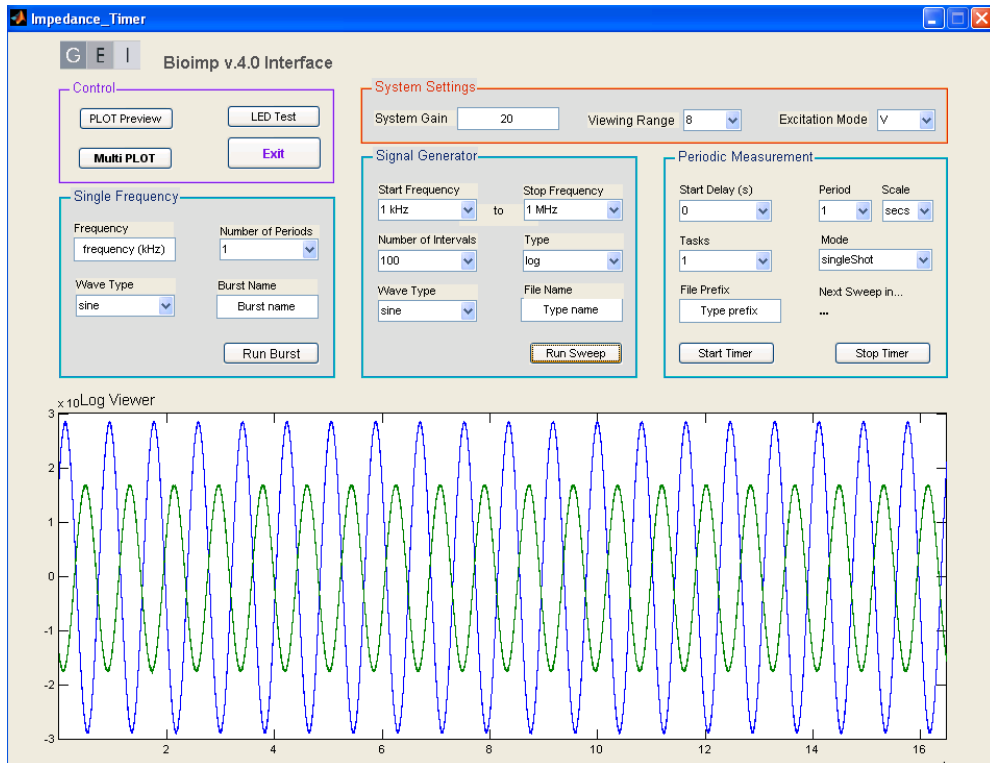 Impedance_Timer
GEI
Bioimp v.4.0 Interface
Control
PLOT Preview
LED Test
Multi PLOT
Exit
System Settings
System Gain 20
Viewing Range 8
Excitation Mode V
Single Frequency
Frequency
frequency (kHz)
Number of Periods
1
Wave Type
sine
Burst Name
Burst name
Run Burst
Signal Generator
Start Frequency
1 kHz
to
Stop Frequency
1 MHz
Number of Intervals
100
Type
log
Wave Type
sine
File Name
Type name
Run Sweep
Periodic Measurement
Start Delay (s)
0
Period
1
Scale
secs
Tasks
1
Mode
singleShot
File Prefix
Type prefix
Next Sweep in...
...
Start Timer
Stop Timer
x 10
Log Viewer
3
2
1
0
-1
-2
-3
2 4 6 8 10 12 14 16